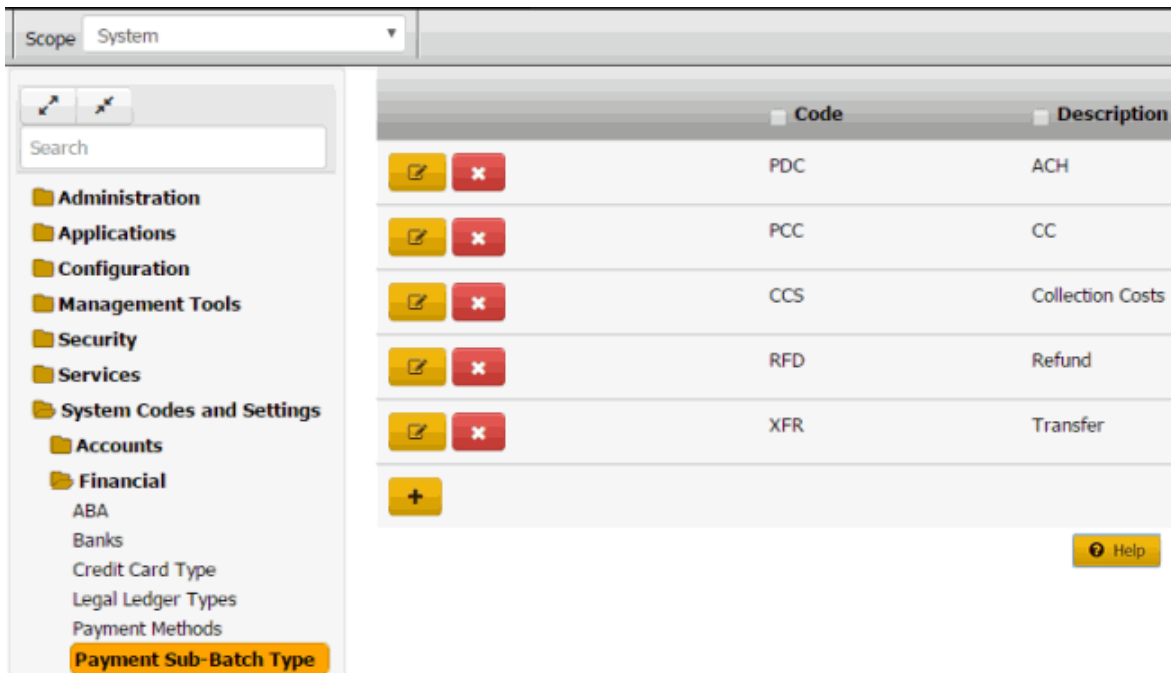 Scope System
Search
Administration
Applications
Configuration
Management Tools
Security
Services
System Codes and Settings
Accounts
Financial
ABA
Banks
Credit Card Type
Legal Ledger Types
Payment Methods
Payment Sub-Batch Type
Code Description
PDC ACH
PCC CC
CCS Collection Costs
RFD Refund
XFR Transfer
Help